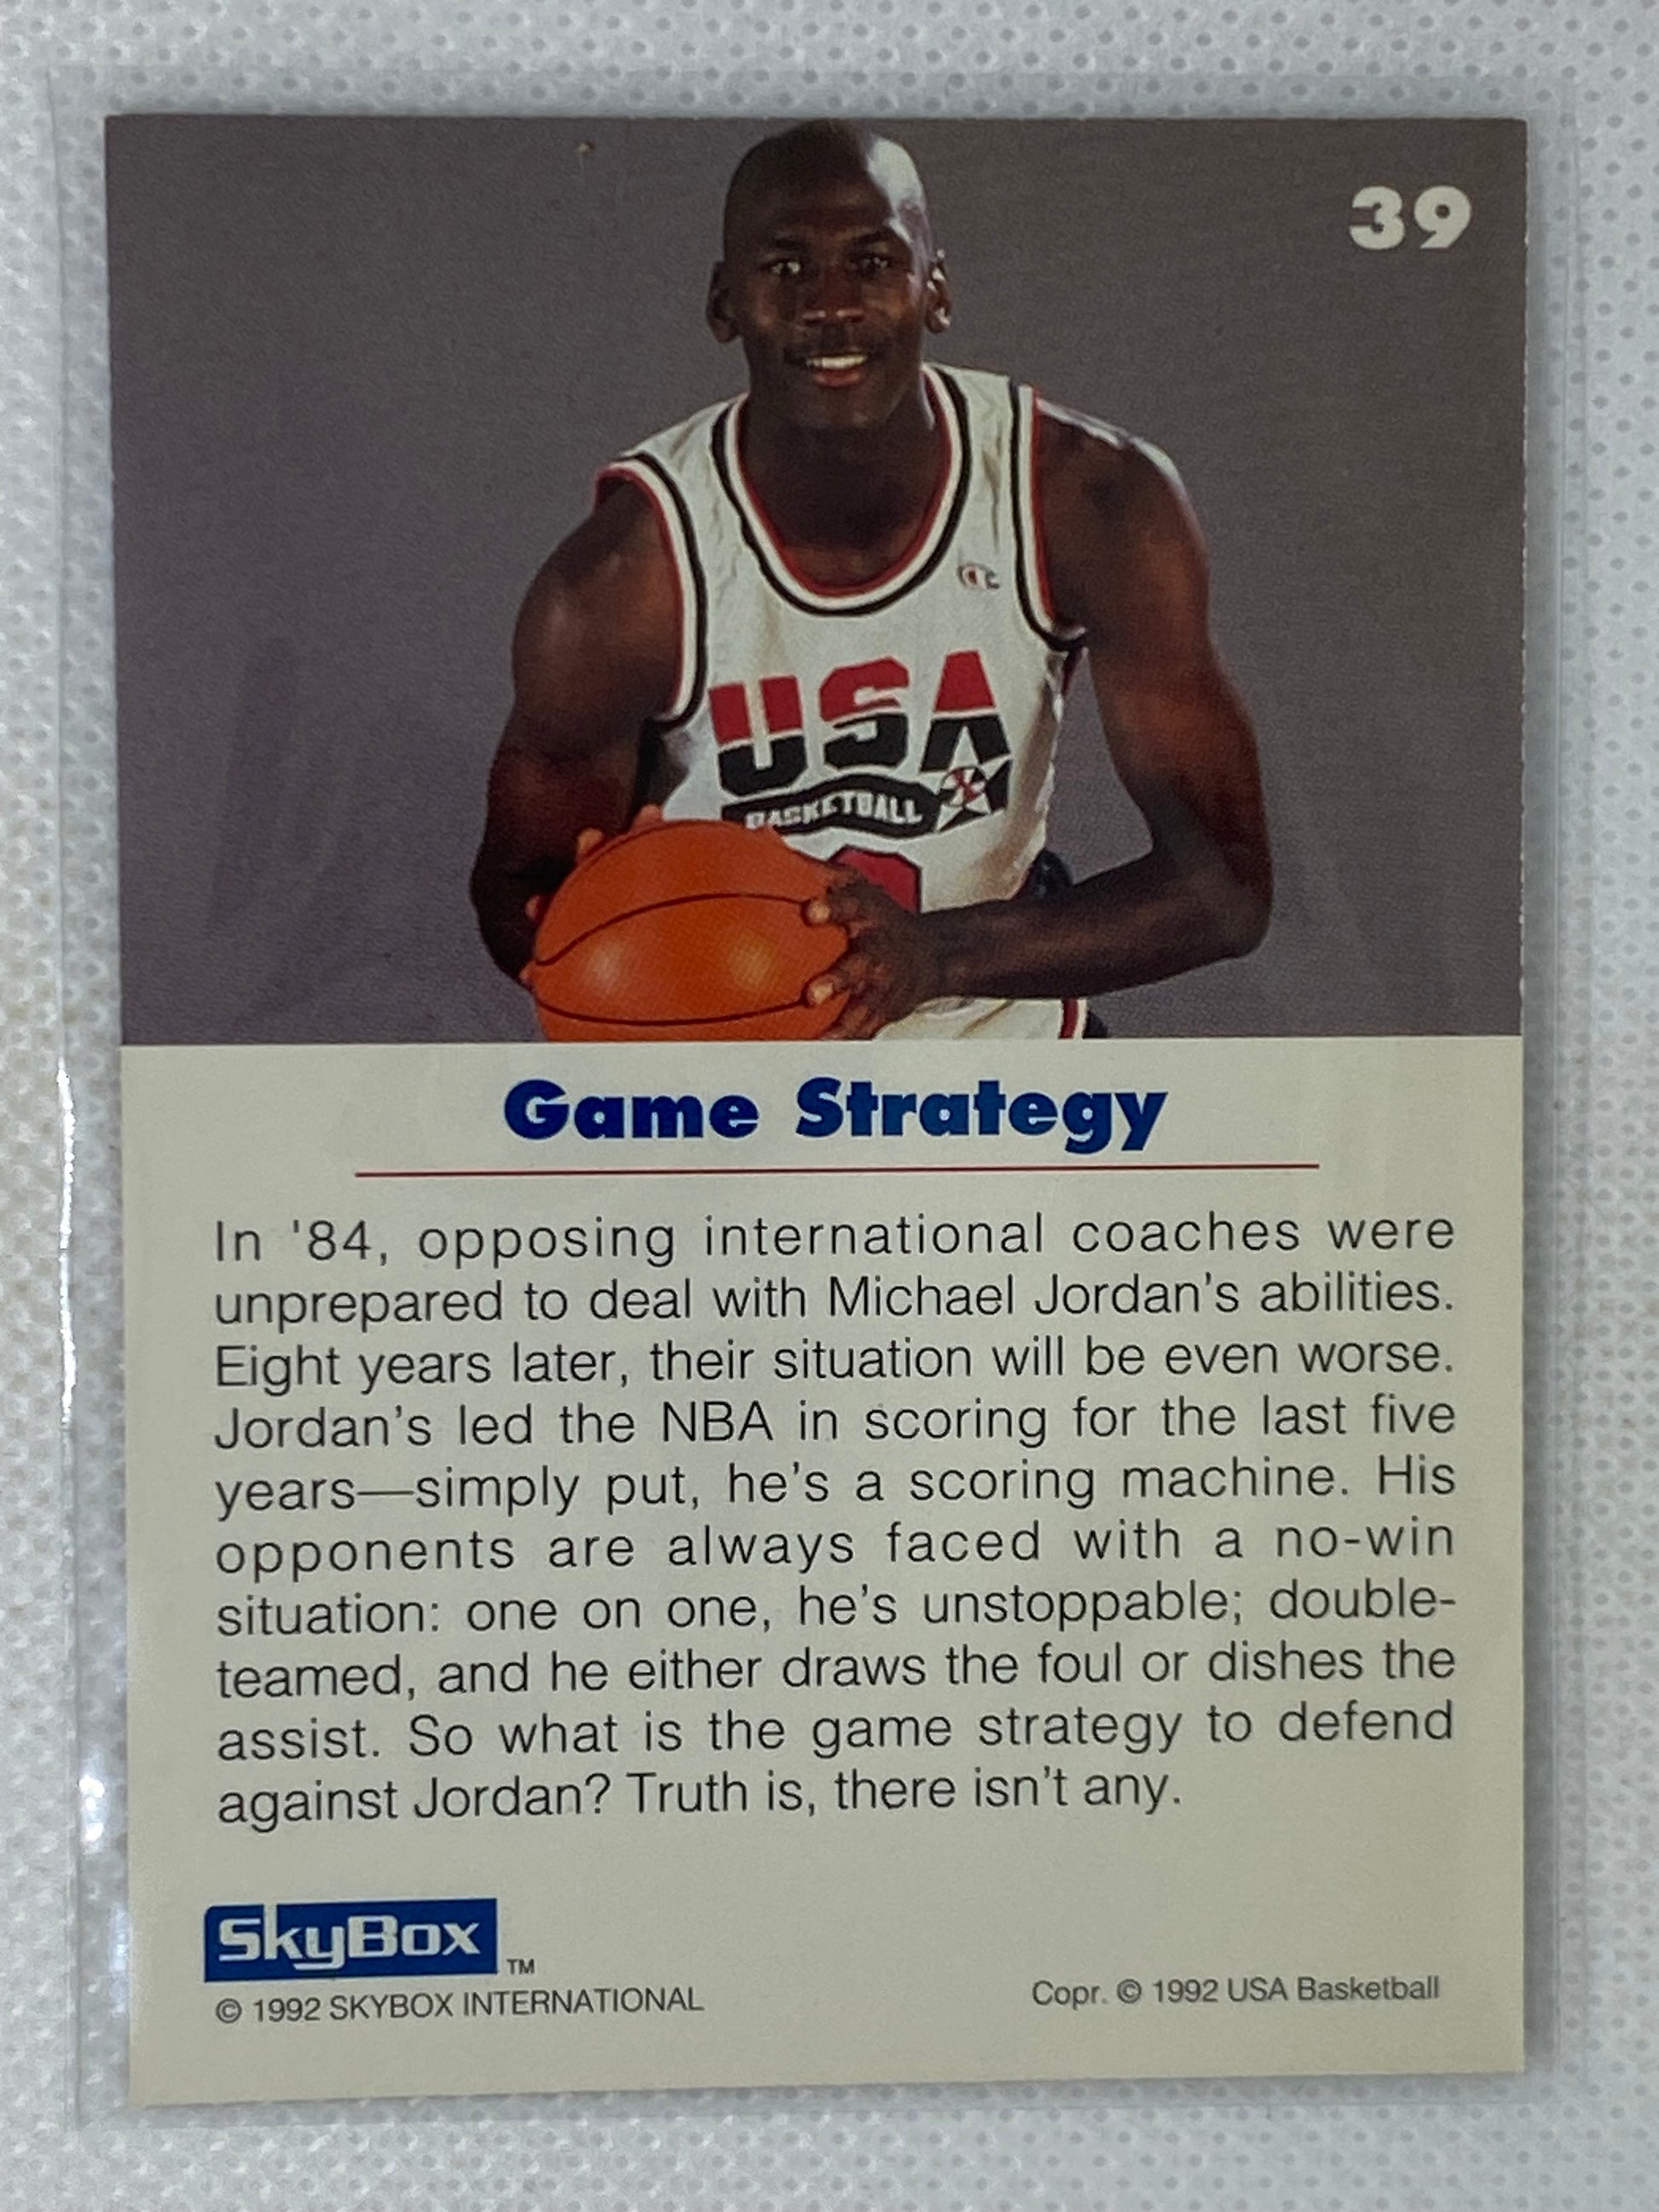 39
USA
BASKETBALL
Game Strategy
In '84, opposing international coaches were
unprepared to deal with Michael Jordan's abilities.
Eight years later, their situation will be even worse.
Jordan's led the NBA in scoring for the last five
years—simply put, he's a scoring machine. His
opponents are always faced with a no-win
situation: one on one, he's unstoppable; double-
teamed, and he either draws the foul or dishes the
assist. So what is the game strategy to defend
against Jordan? Truth is, there isn't any.
SkyBox TM
© 1992 SKYBOX INTERNATIONAL
Copr. © 1992 USA Basketball